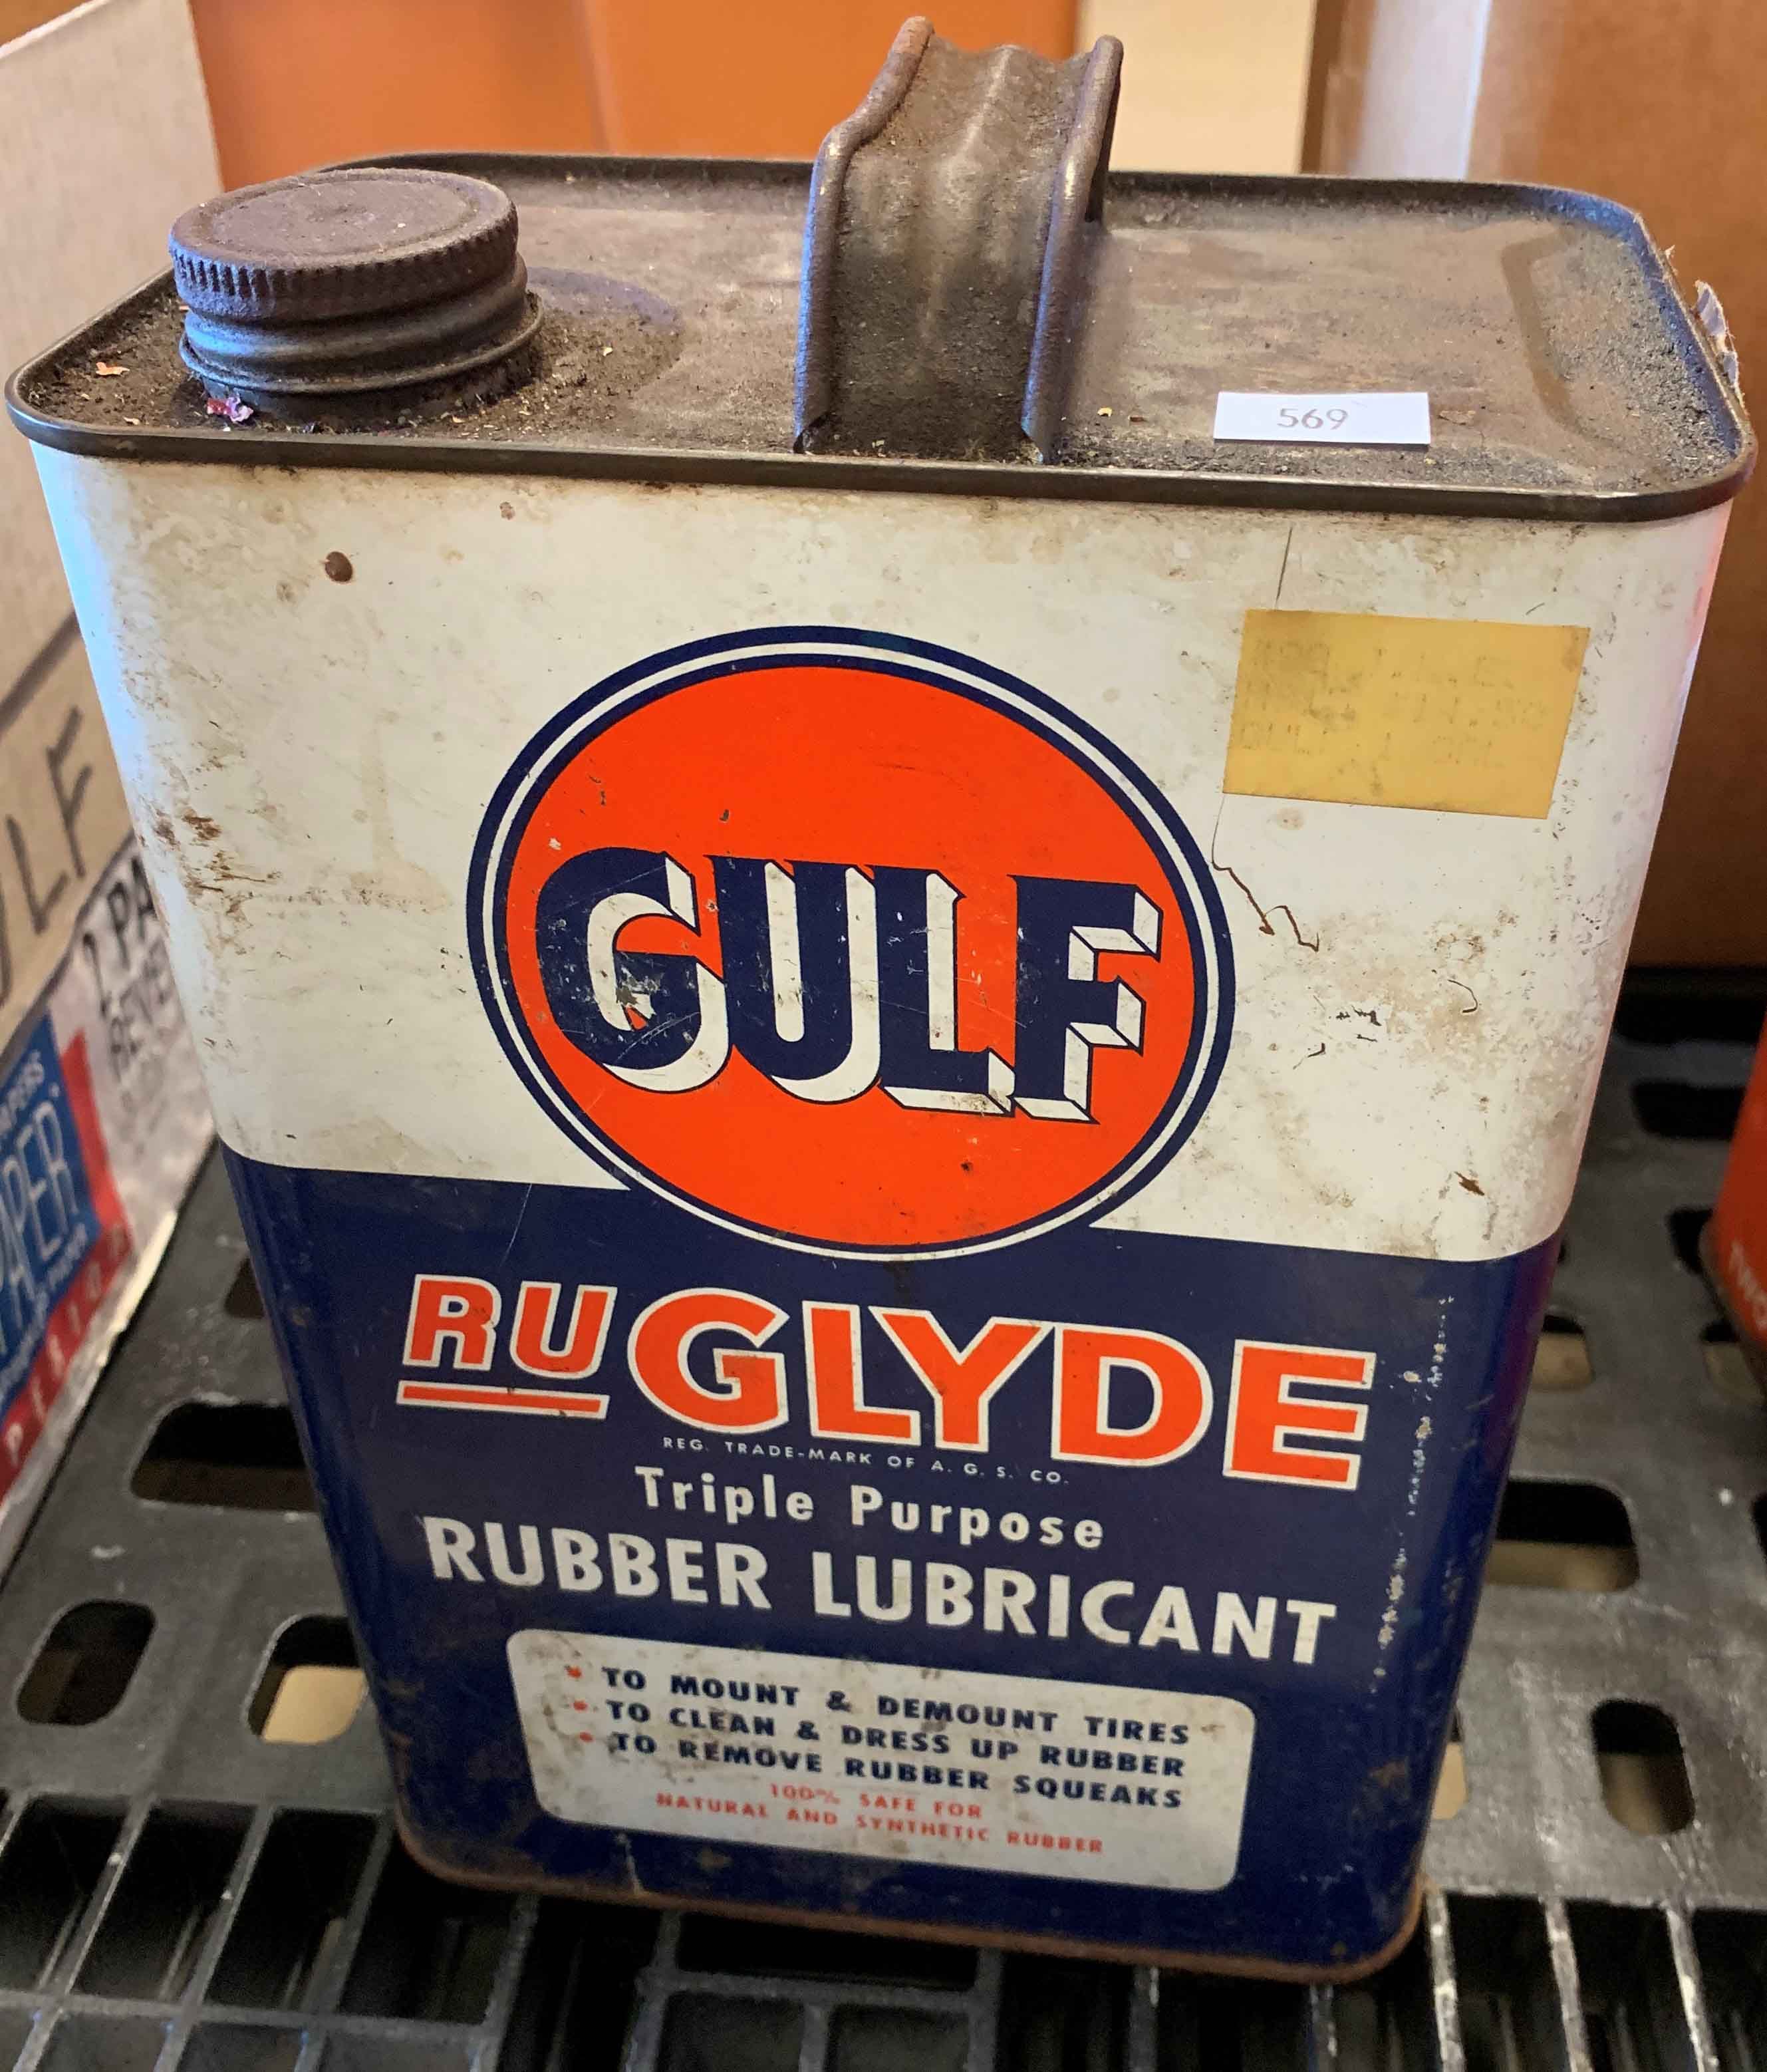 569
GULF
RUGLYDE
REG. TRADE-MARK OF A. G. S. CO.
Triple Purpose
RUBBER LUBRICANT
• TO MOUNT & DEMOUNT TIRES
• TO CLEAN & DRESS UP RUBBER
• TO REMOVE RUBBER SQUEAKS
100% SAFE FOR
NATURAL AND SYNTHETIC RUBBER